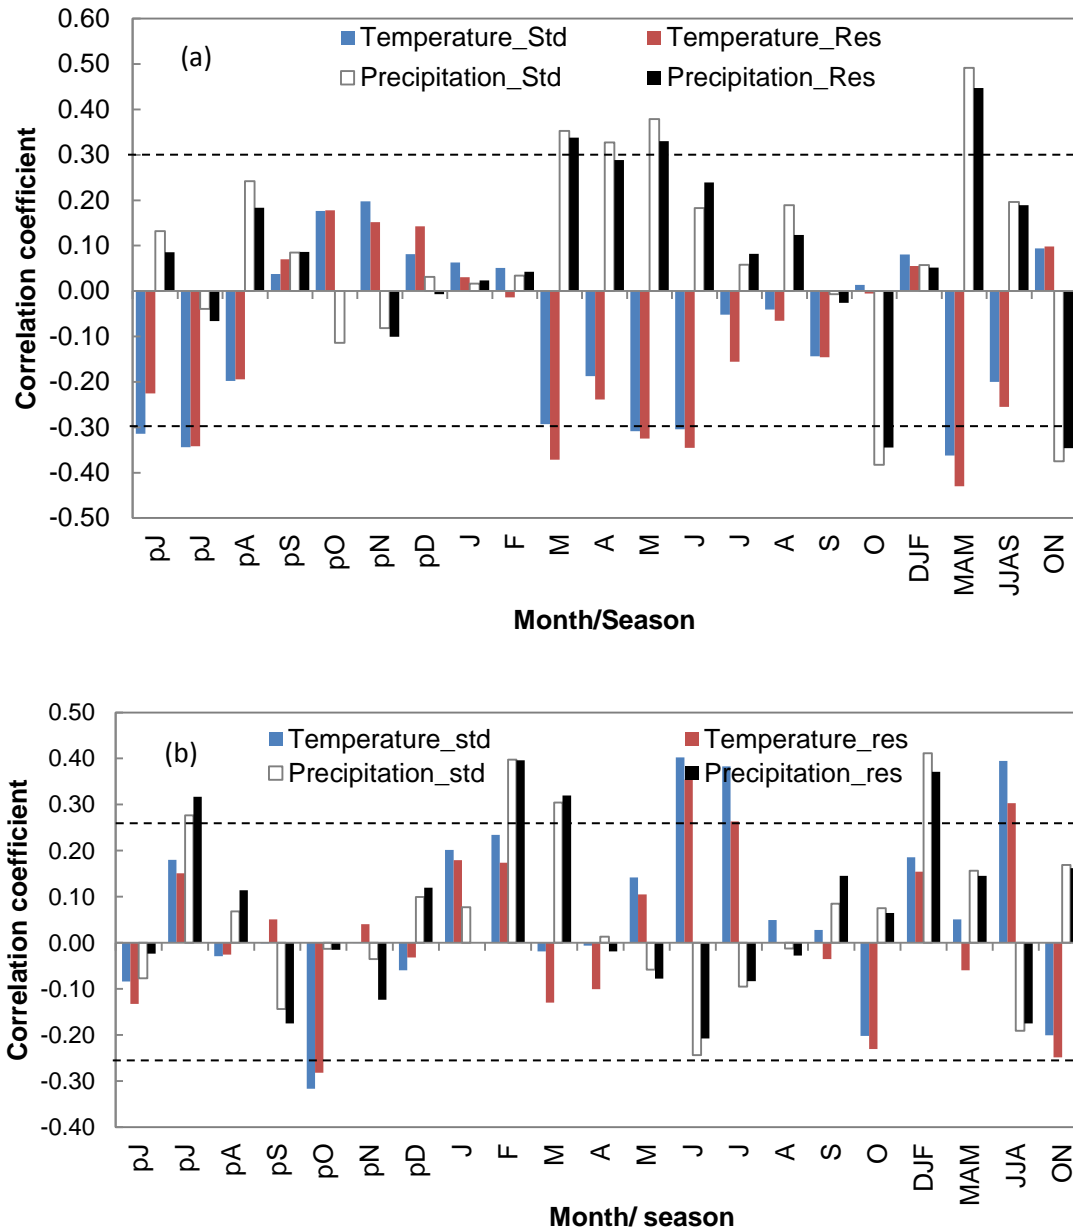 0.60
0.50
0.40
0.30
0.20
0.10
0.00
-0.10
-0.20
-0.30
-0.40
-0.50
Correlation coefficient
(a)
Temperature_Std Temperature_Res
Precipitation_Std Precipitation_Res
pJ pJ pA pS pO pN pD J F M A M J J A S O DJF MAM JJAS ON
Month/Season
0.50
0.40
0.30
0.20
0.10
0.00
-0.10
-0.20
-0.30
-0.40
Correlation coefficient
(b)
Temperature_std Temperature_res
Precipitation_std Precipitation_res
pJ pJ pA pS pO pN pD J F M A M J J A S O DJF MAM JJA ON
Month/ season